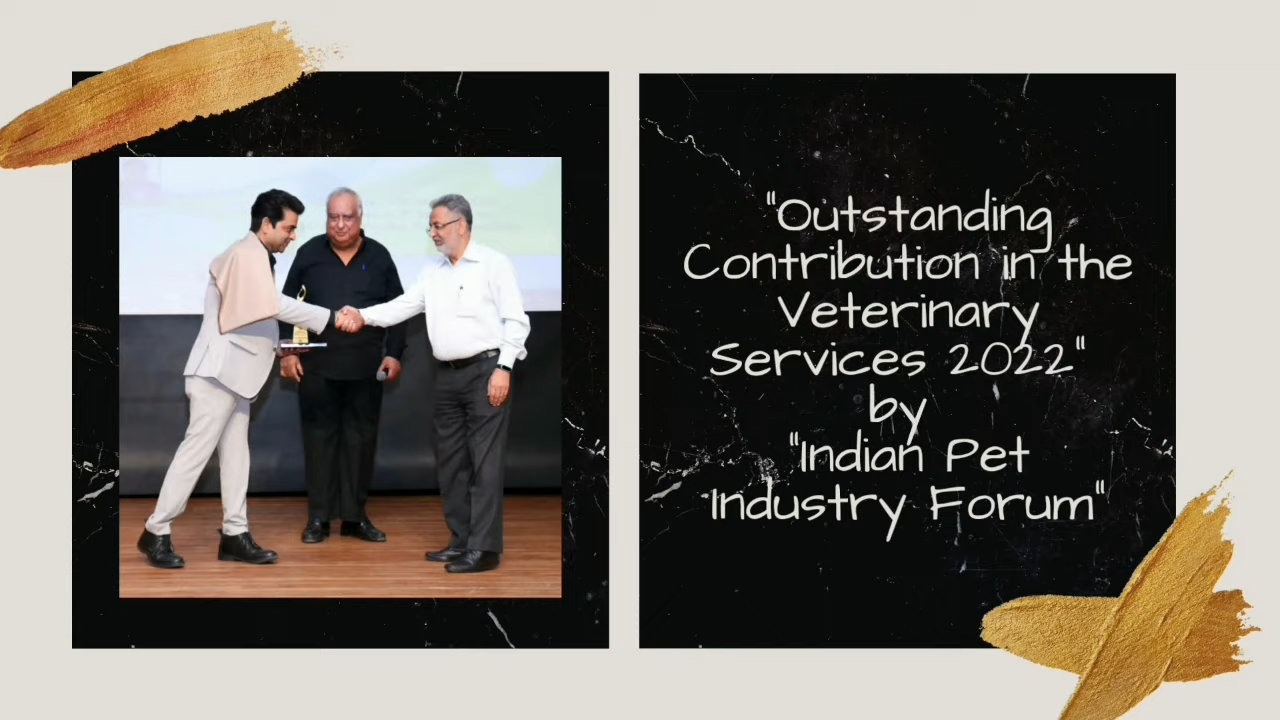 "Outstanding
Contribution in the
Veterinary
Services 2022"
by
"Indian Pet
Industry Forum"